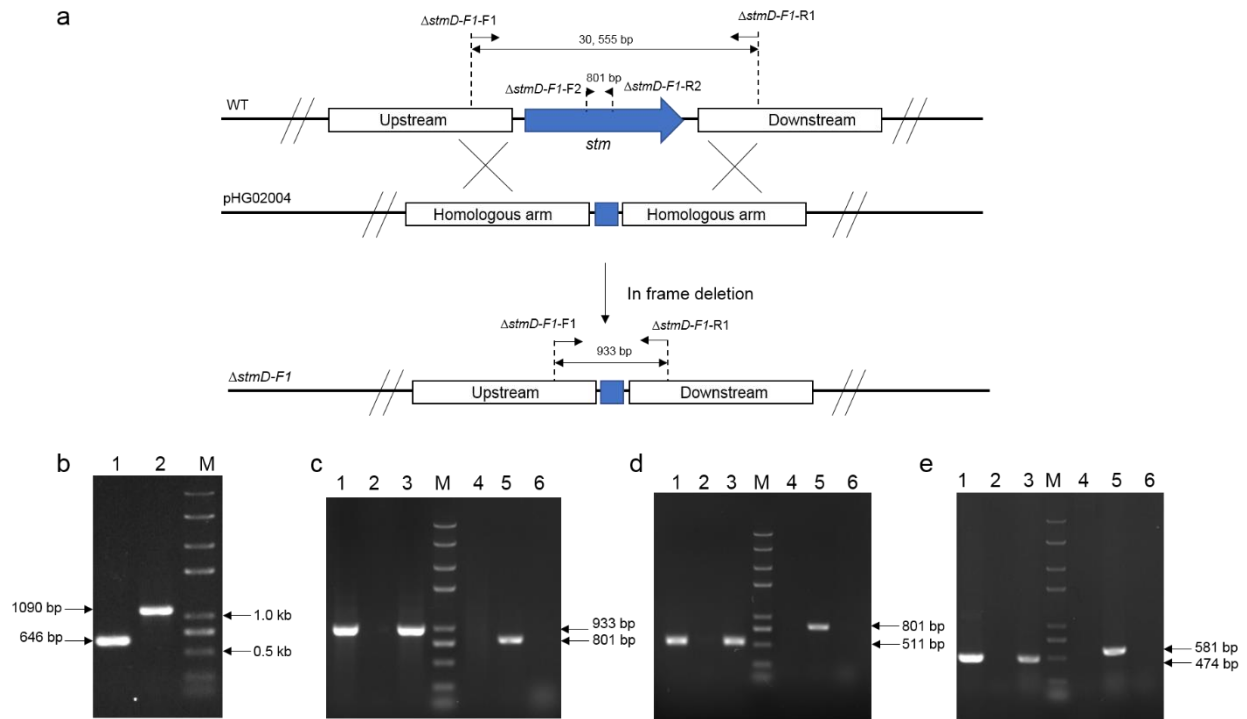 a
ΔstmD-F1-F1
ΔstmD-F1-R1
30, 555 bp
801 bp
ΔstmD-F1-F2
ΔstmD-F1-R2
WT
Upstream
Downstream
stm
pHG02004
Homologous arm
Homologous arm
In frame deletion
ΔstmD-F1-F1
ΔstmD-F1-R1
933 bp
ΔstmD-F1
Upstream
Downstream
b
1 2 M
1090 bp
646 bp
1.0 kb
0.5 kb
c
1 2 3 M 4 5 6
933 bp
801 bp
d
1 2 3 M 4 5 6
801 bp
511 bp
e
1 2 3 M 4 5 6
581 bp
474 bp